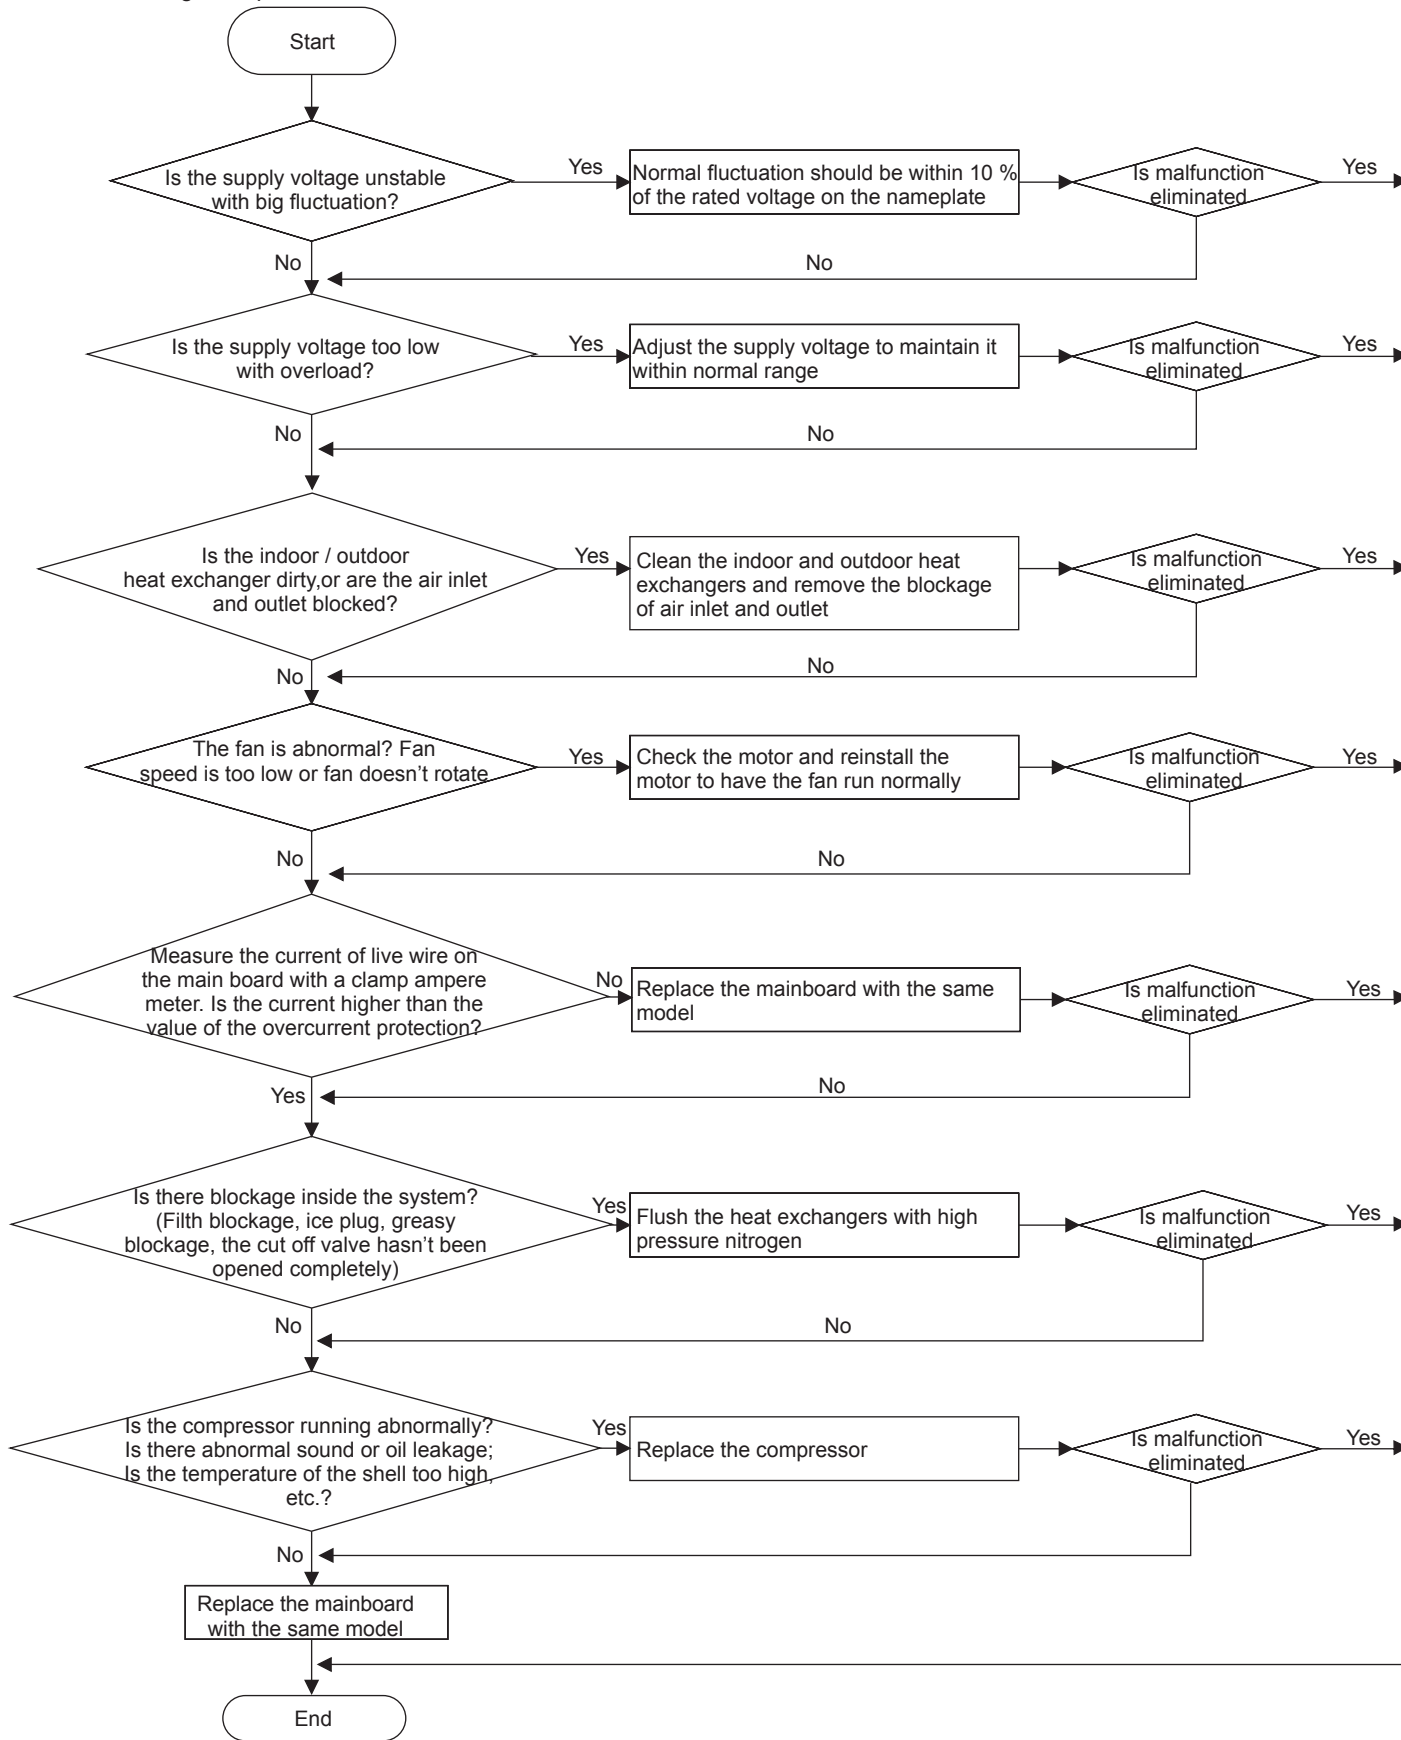 Start
Is the supply voltage unstable
with big fluctuation?
Yes
Normal fluctuation should be within 10 %
of the rated voltage on the nameplate
Is malfunction
eliminated
Yes
No
No
Is the supply voltage too low
with overload?
Yes
Adjust the supply voltage to maintain it
within normal range
Is malfunction
eliminated
Yes
No
No
Is the indoor / outdoor
heat exchanger dirty,or are the air inlet
and outlet blocked?
Yes
Clean the indoor and outdoor heat
exchangers and remove the blockage
of air inlet and outlet
Is malfunction
eliminated
Yes
No
No
The fan is abnormal? Fan
speed is too low or fan doesn’t rotate
Yes
Check the motor and reinstall the
motor to have the fan run normally
Is malfunction
eliminated
Yes
No
No
Measure the current of live wire on
the main board with a clamp ampere
meter. Is the current higher than the
value of the overcurrent protection?
No
Replace the mainboard with the same
model
Is malfunction
eliminated
Yes
Yes
No
Is there blockage inside the system?
(Filth blockage, ice plug, greasy
blockage, the cut off valve hasn’t been
opened completely)
Yes
Flush the heat exchangers with high
pressure nitrogen
Is malfunction
eliminated
Yes
No
No
Is the compressor running abnormally?
Is there abnormal sound or oil leakage;
Is the temperature of the shell too high,
etc.?
Yes
Replace the compressor
Is malfunction
eliminated
Yes
No
Replace the mainboard
with the same model
End